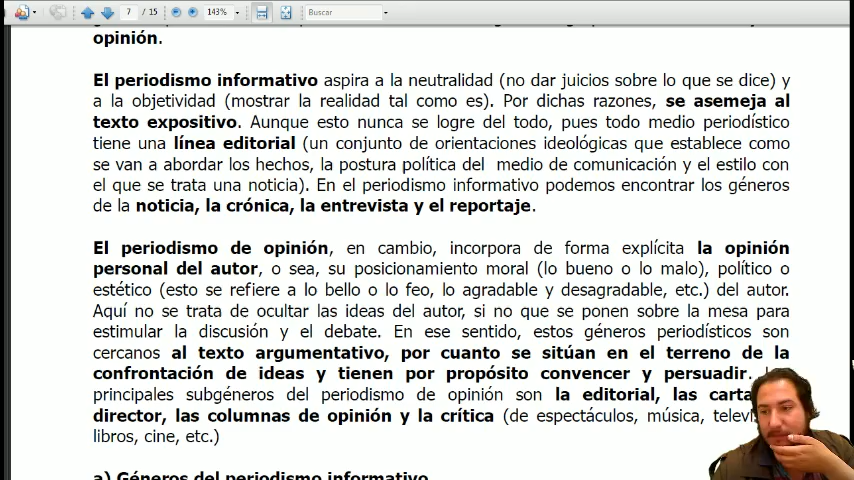 7 / 15 143% Buscar
opinión.
El periodismo informativo aspira a la neutralidad (no dar juicios sobre lo que se dice) y
a la objetividad (mostrar la realidad tal como es). Por dichas razones, se asemeja al
texto expositivo. Aunque esto nunca se logre del todo, pues todo medio periodístico
tiene una línea editorial (un conjunto de orientaciones ideológicas que establece como
se van a abordar los hechos, la postura política del medio de comunicación y el estilo con
el que se trata una noticia). En el periodismo informativo podemos encontrar los géneros
de la noticia, la crónica, la entrevista y el reportaje.
El periodismo de opinión, en cambio, incorpora de forma explícita la opinión
personal del autor, o sea, su posicionamiento moral (lo bueno o lo malo), político o
estético (esto se refiere a lo bello o lo feo, lo agradable y desagradable, etc.) del autor.
Aquí no se trata de ocultar las ideas del autor, si no que se ponen sobre la mesa para
estimular la discusión y el debate. En ese sentido, estos géneros periodísticos son
cercanos al texto argumentativo, por cuanto se sitúan en el terreno de la
confrontación de ideas y tienen por propósito convencer y persuadir.
principales subgéneros del periodismo de opinión son la editorial, las
director, las columnas de opinión y la crítica (de espectáculos, música,
libros, cine, etc.)
a) Géneros del periodismo informativo